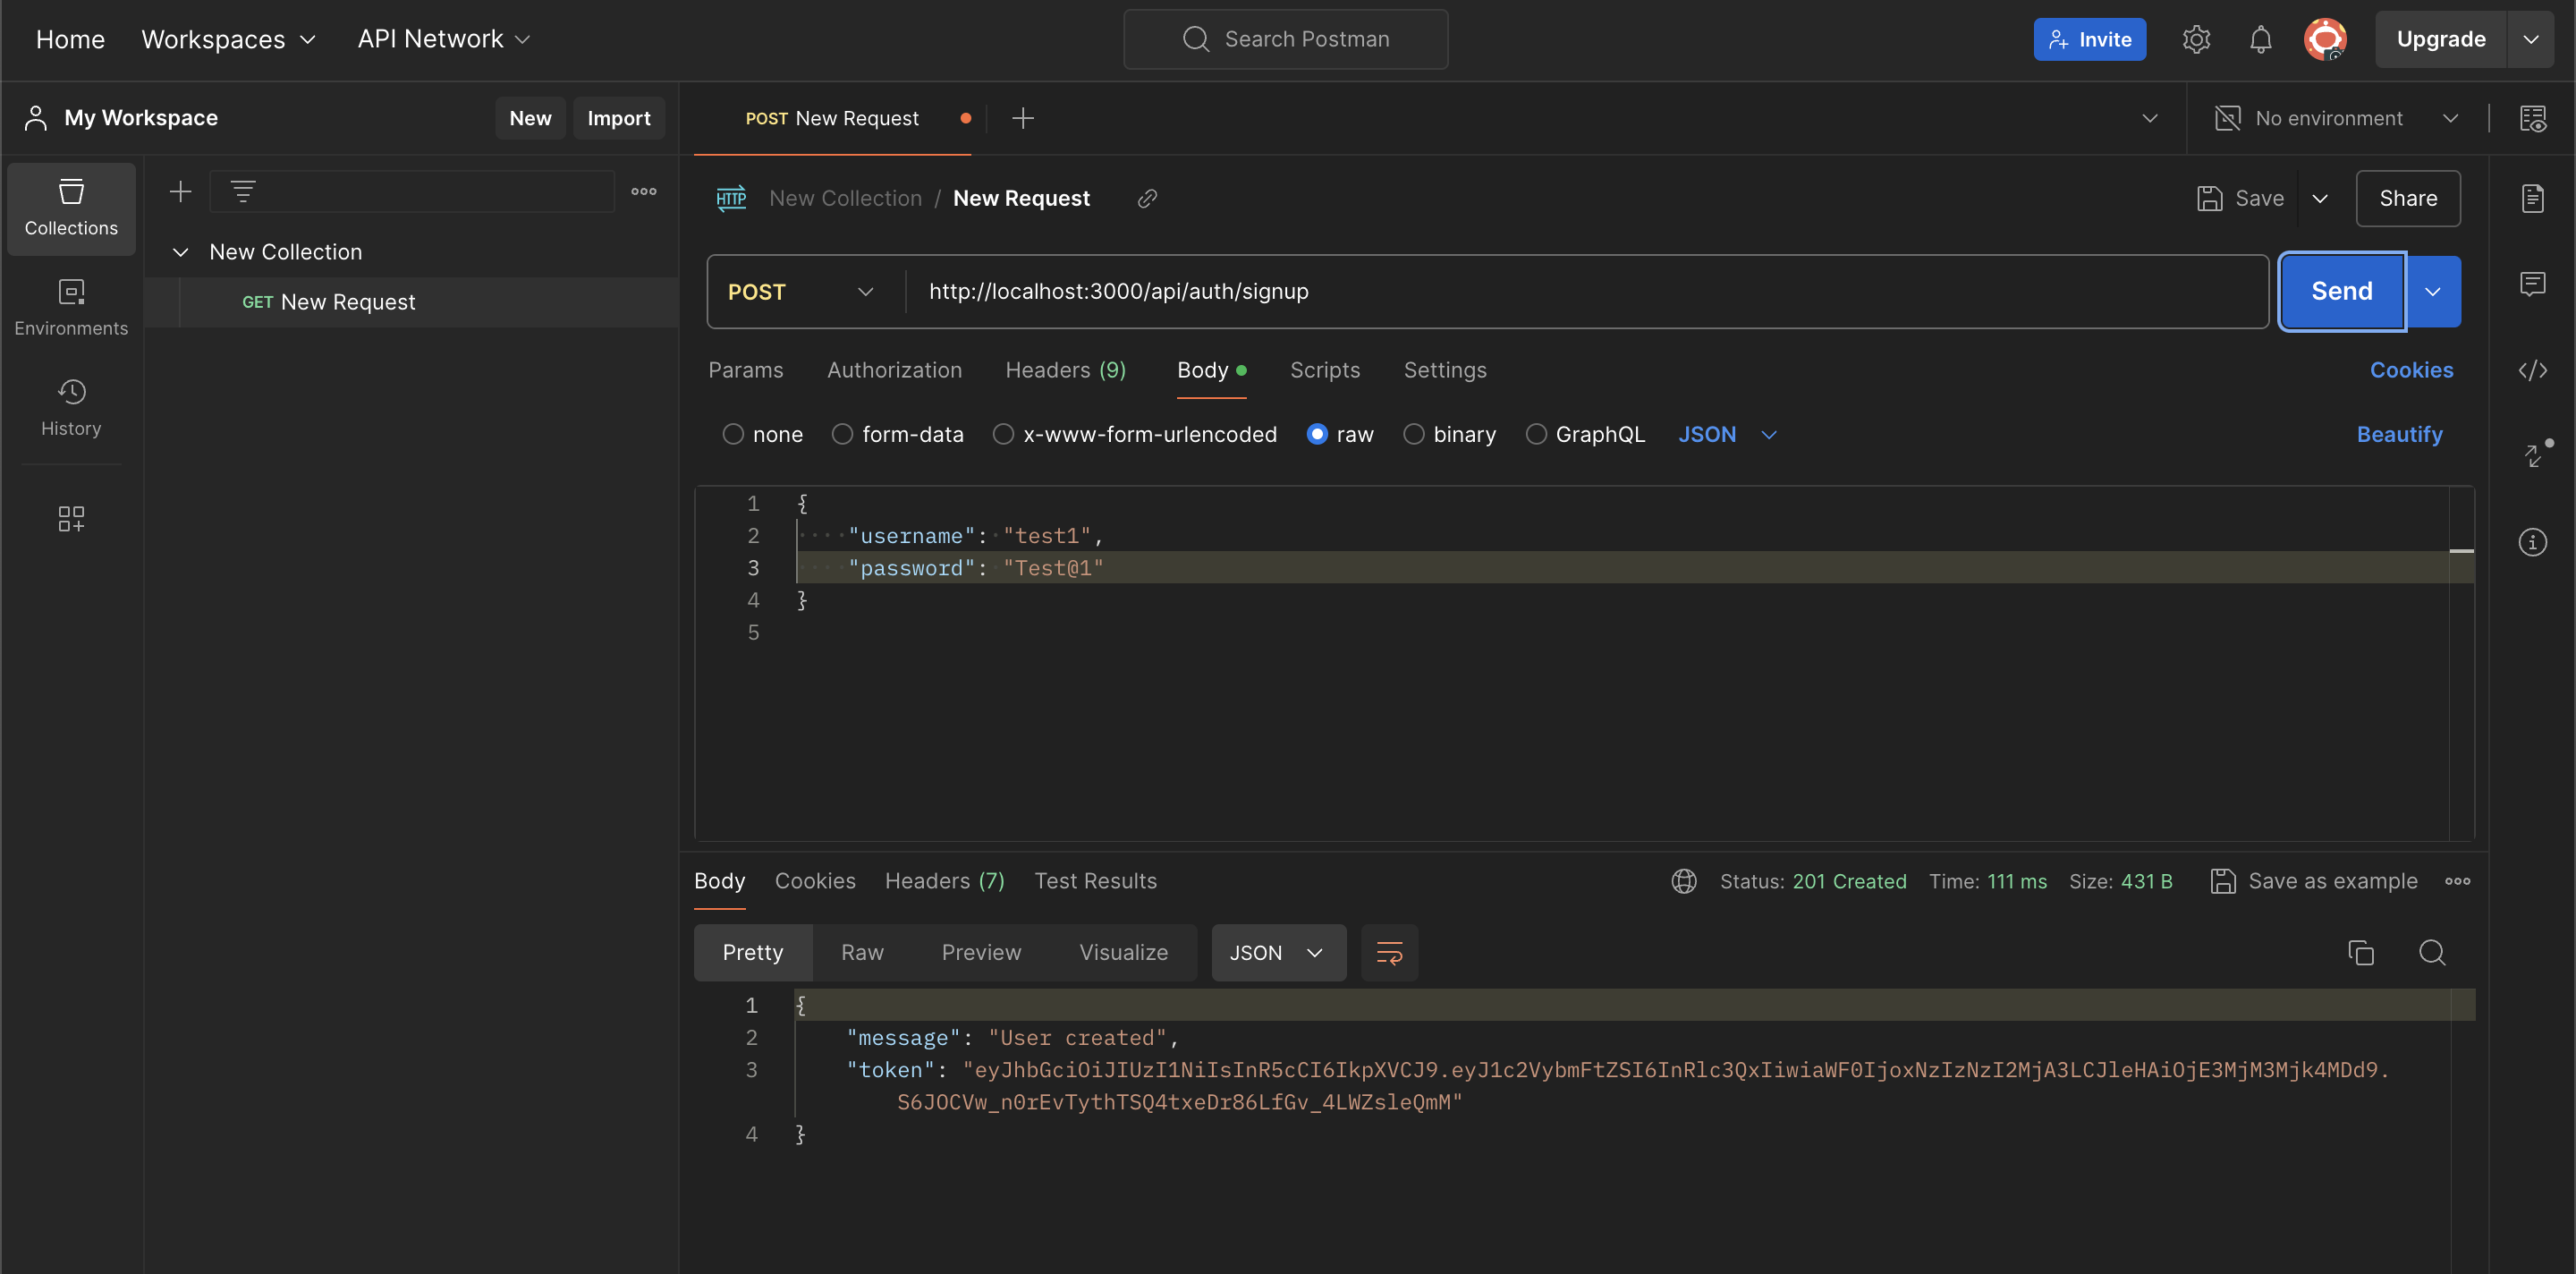 Home Workspaces API Network Search Postman Invite Upgrade
My Workspace New Import POST New Request No environment
Collections
Environments
History
New Collection
GET New Request
HTTP New Collection / New Request Save Share
POST http://localhost:3000/api/auth/signup Send
Params Authorization Headers (9) Body Scripts Settings Cookies
none form-data x-www-form-urlencoded raw binary GraphQL JSON Beautify
1 {
2 "username": "test1",
3 "password": "Test@1"
4 }
5
Body Cookies Headers (7) Test Results Status: 201 Created Time: 111 ms Size: 431 B Save as example
Pretty Raw Preview Visualize JSON
1 {
2 "message": "User created",
3 "token": "eyJhbGciOiJIUzI1NiIsInR5cCI6IkpXVCJ9.eyJ1c2VybmFtZSI6InRlc3QxIiwiaWF0IjoxNzIzNzI2MjA3LCJleHAiOjE3MjM3Mjk4MDd9.
S6JOCVw_n0rEvTythTSQ4txeDr86LfGv_4LWZsleQmM"
4 }